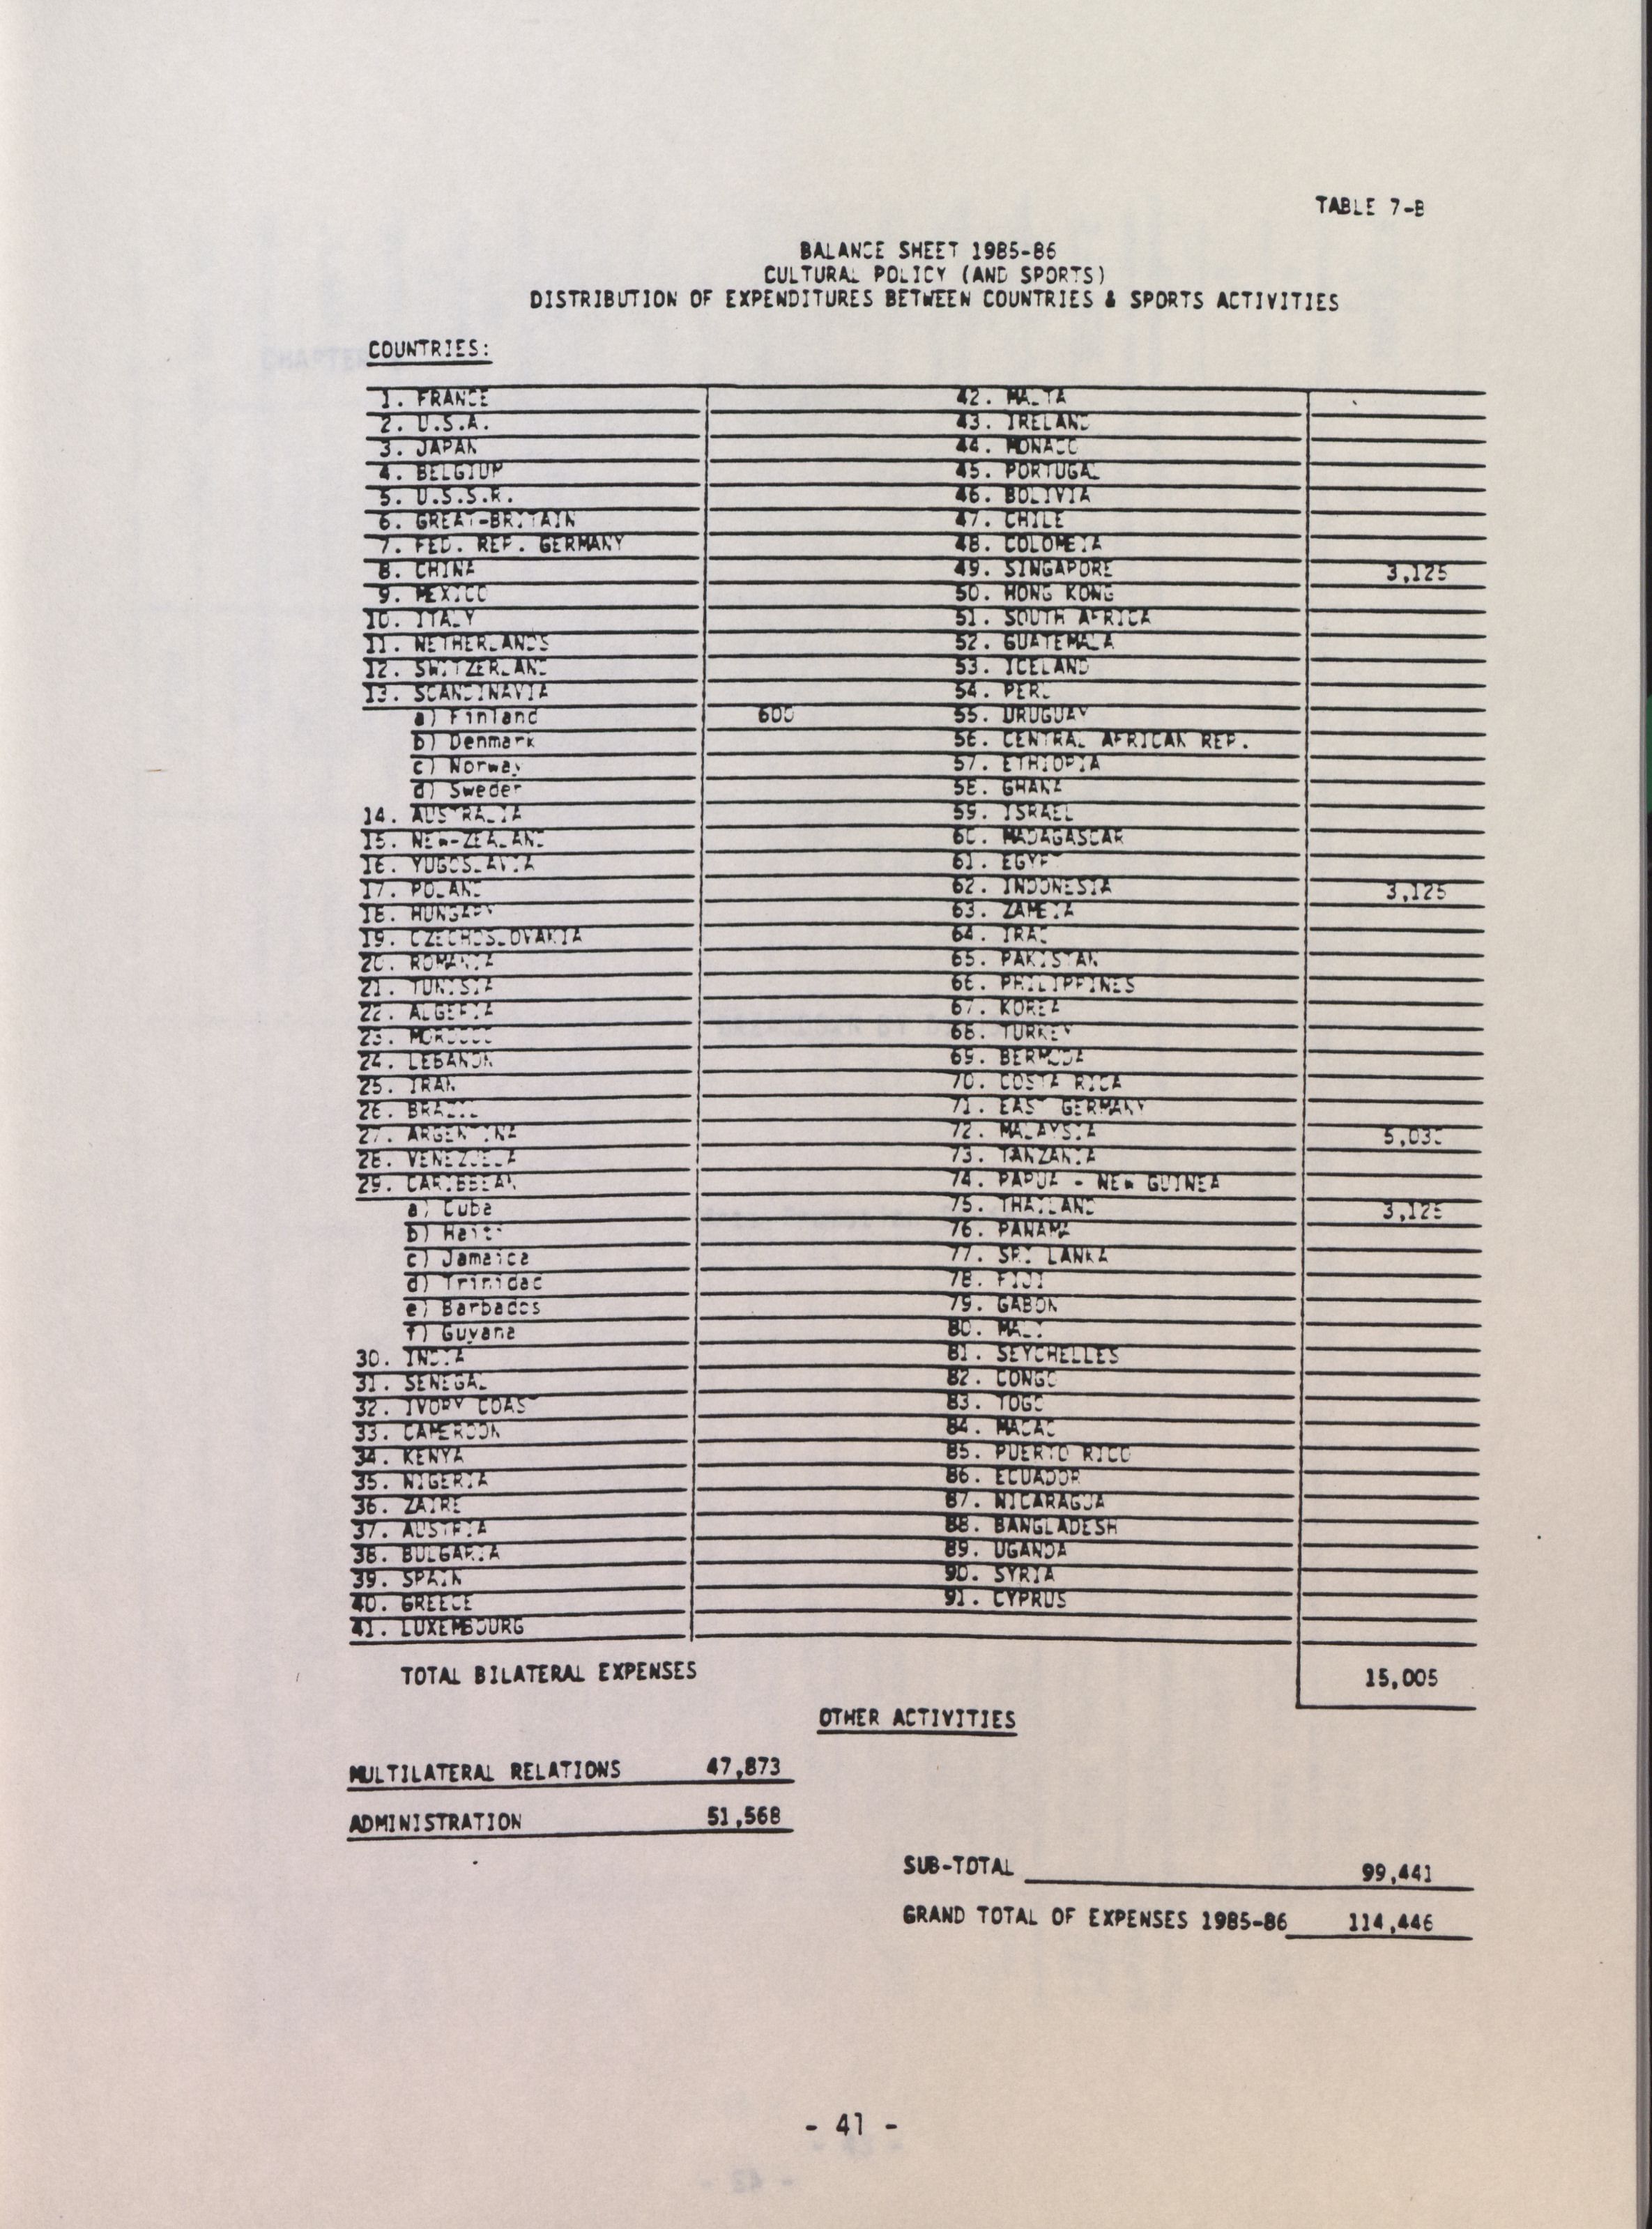 TABLE 7-B
BALANCE SHEET 1985-86
CULTURAL POLICY (AND SPORTS)
DISTRIBUTION OF EXPENDITURES BETWEEN COUNTRIES & SPORTS ACTIVITIES
COUNTRIES:
1. FRANCE
2. U.S.A.
3. JAPAN
4. BELGIUM
5. U.S.S.R.
6. GREAT-BRITAIN
7. FED. REP. GERMANY
8. CHINA
9. MEXICO
10. ITALY
11. NETHERLANDS
12. SWITZERLAND
13. SCANDINAVIA
a) Finland 600
b) Denmark
c) Norway
d) Sweden
14. AUSTRALIA
15. NEW-ZEALAND
16. YUGOSLAVIA
17. POLAND
18. HUNGARY
19. CZECHOSLOVAKIA
20. ROMANIA
21. TUNISIA
22. ALGERIA
23. MOROCCO
24. LEBANON
25. IRAN
26. BRAZIL
27. ARGENTINA
28. VENEZUELA
29. CARIBBEAN
a) Cuba
b) Haiti
c) Jamaica
d) Trinidad
e) Barbados
f) Guyana
30. INDIA
31. SENEGAL
32. IVORY COAST
33. CAMEROON
34. KENYA
35. NIGERIA
36. ZAIRE
37. AUSTRIA
38. BULGARIA
39. SPAIN
40. GREECE
41. LUXEMBOURG
42. MALTA
43. IRELAND
44. MONACO
45. PORTUGAL
46. BOLIVIA
47. CHILE
48. COLOMBIA
49. SINGAPORE 3,125
50. HONG KONG
51. SOUTH AFRICA
52. GUATEMALA
53. ICELAND
54. PERU
55. URUGUAY
56. CENTRAL AFRICAN REP.
57. ETHIOPIA
58. GHANA
59. ISRAEL
60. MADAGASCAR
61. EGYPT
62. INDONESIA 3,125
63. ZAMBIA
64. IRAQ
65. PAKISTAN
66. PHILIPPINES
67. KOREA
68. TURKEY
69. BERMUDA
70. COSTA RICA
71. EAST GERMANY
72. MALAYSIA 5,030
73. TANZANIA
74. PAPUA - NEW GUINEA
75. THAILAND 3,125
76. PANAMA
77. SRI LANKA
78. FIJI
79. GABON
80. MALI
81. SEYCHELLES
82. CONGO
83. TOGO
84. MACAO
85. PUERTO RICO
86. ECUADOR
87. NICARAGUA
88. BANGLADESH
89. UGANDA
90. SYRIA
91. CYPRUS
TOTAL BILATERAL EXPENSES 15,005
OTHER ACTIVITIES
MULTILATERAL RELATIONS 47,873
ADMINISTRATION 51,568
SUB-TOTAL 99,441
GRAND TOTAL OF EXPENSES 1985-86 114,446
- 41 -